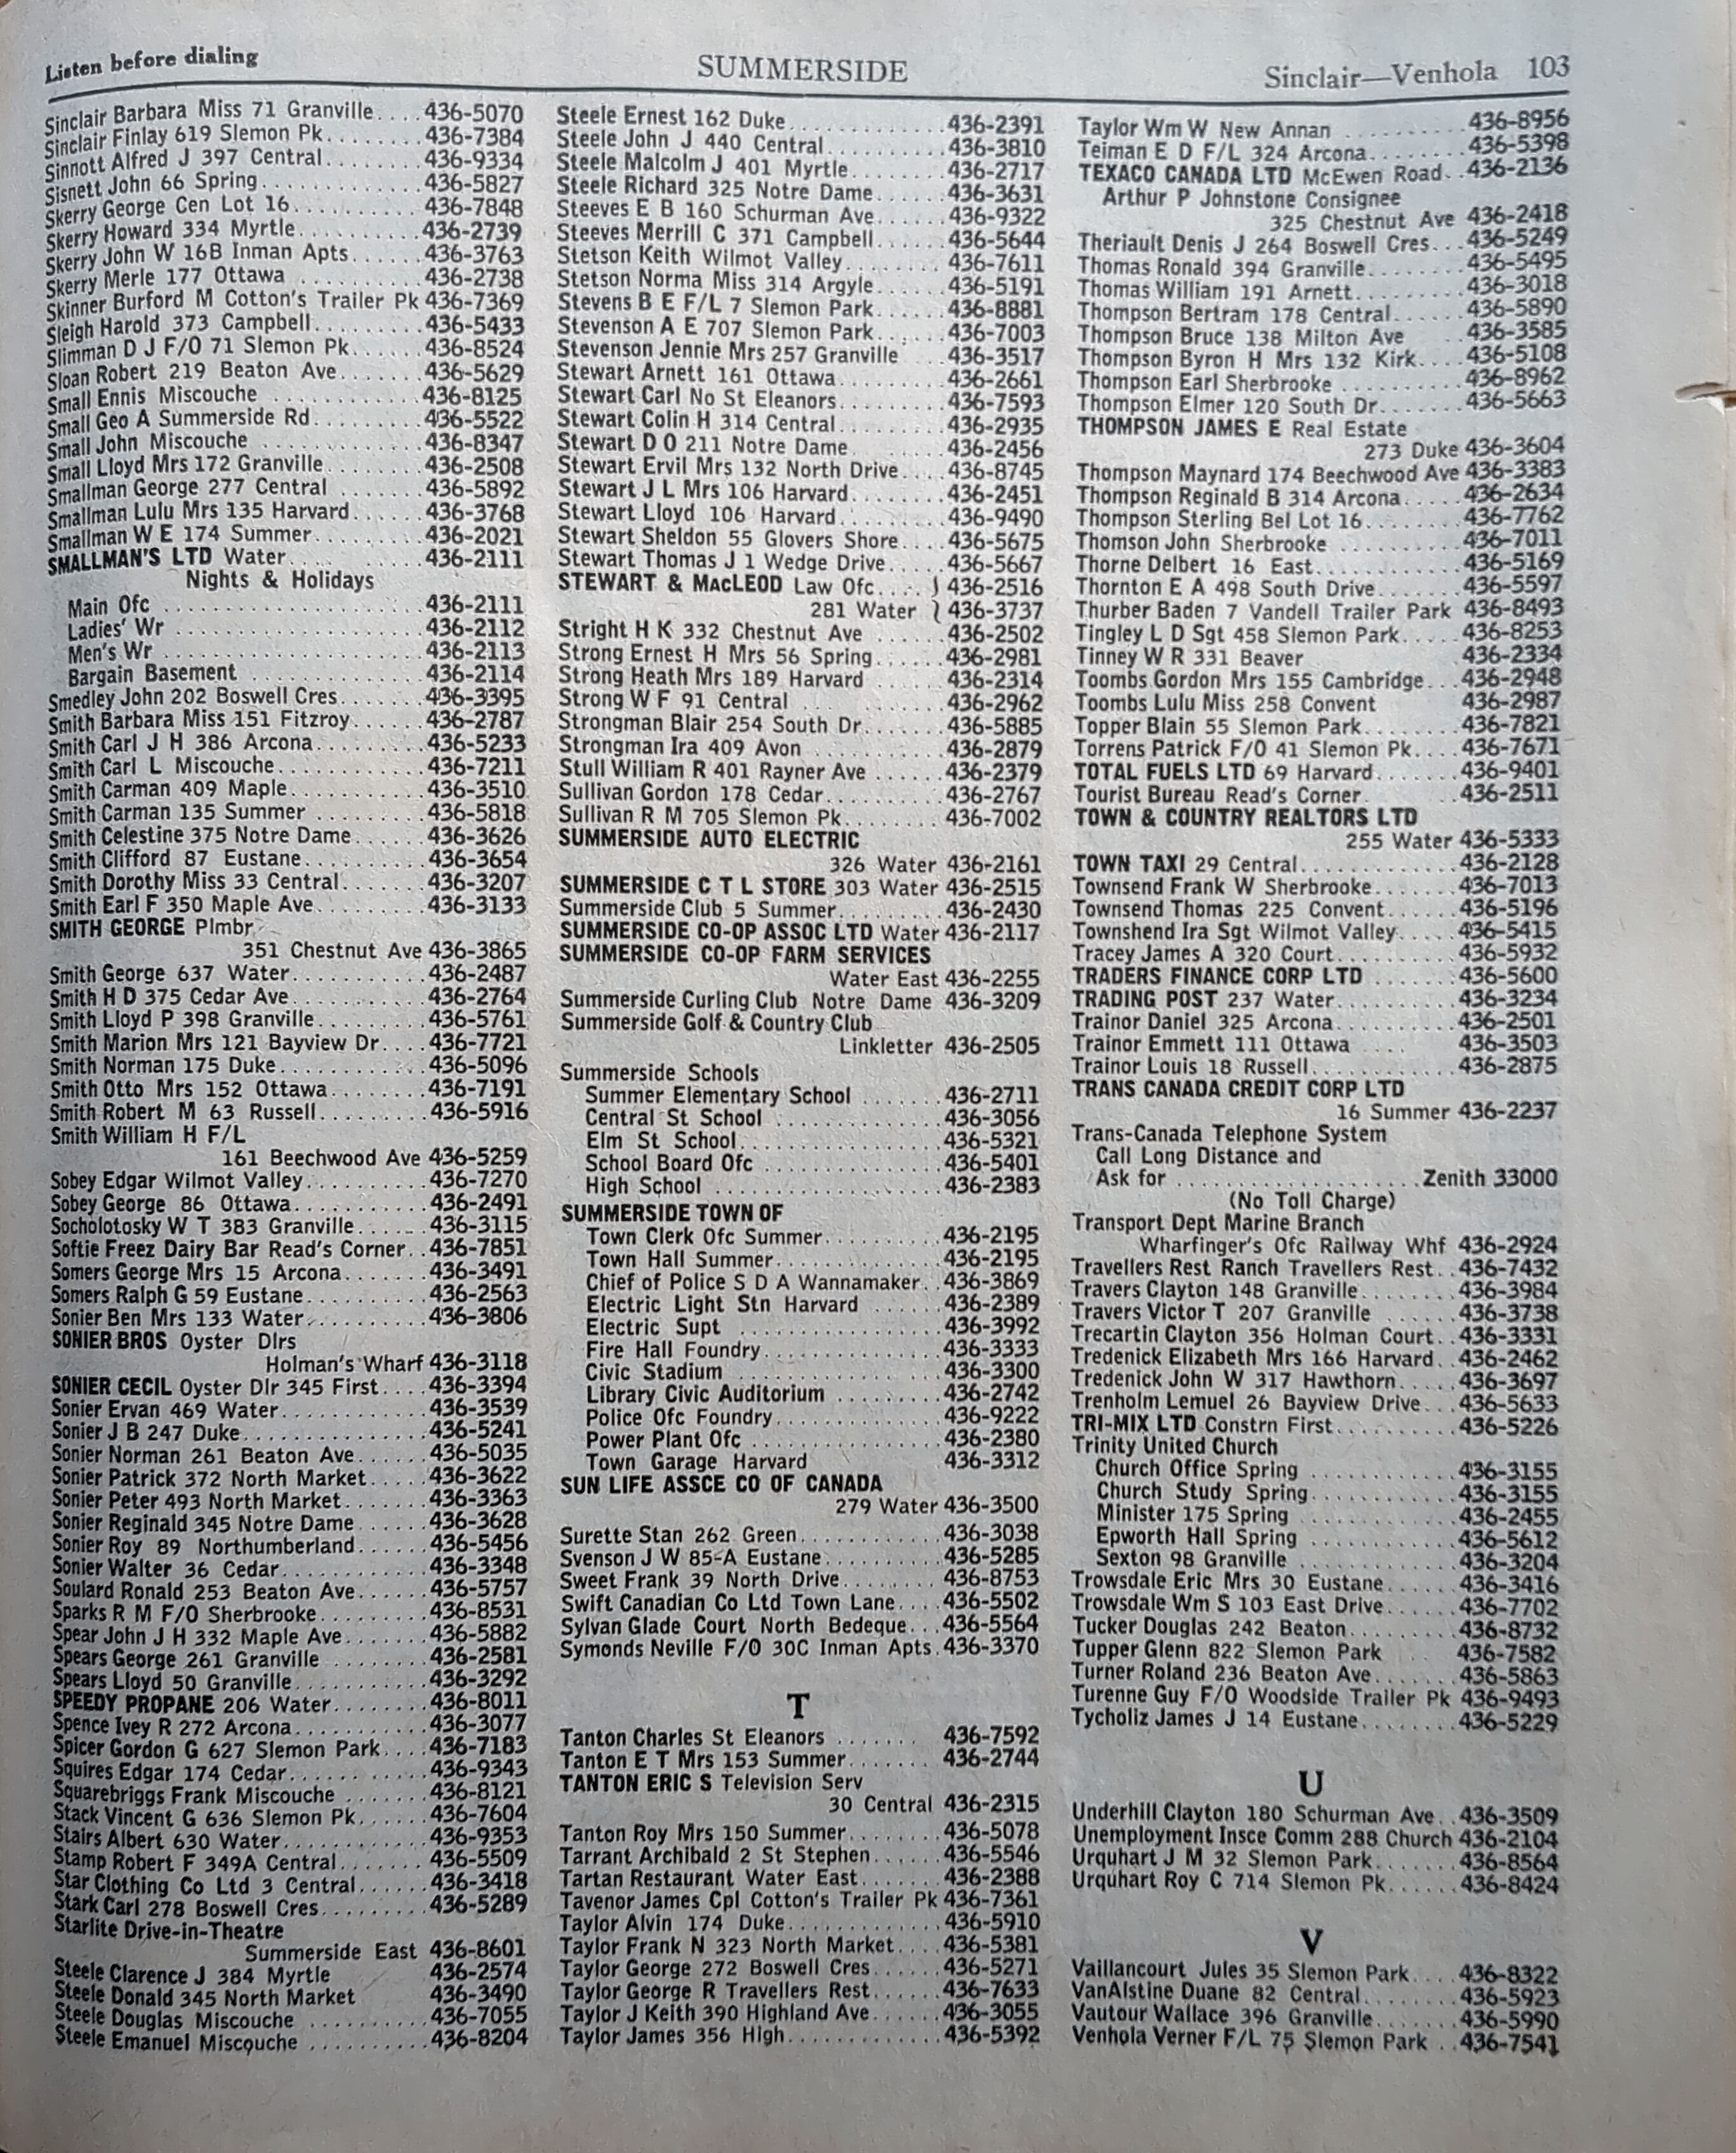 Listen before dialing
SUMMERSIDE
Sinclair—Venhola 103
Sinclair Barbara Miss 71 Granville.... 436-5070
Sinclair Finlay 619 Slemon Pk........ 436-7384
Sinnott Alfred J 397 Central......... 436-9334
Sisnett John 66 Spring............. 436-5827
Skerry George Cen Lot 16.......... 436-7848
Skerry Howard 334 Myrtle.......... 436-2739
Skerry John W 16B Inman Apts...... 436-3763
Skerry Merle 177 Ottawa .......... 436-2738
Skinner Burford M Cotton's Trailer Pk 436-7369
Sleigh Harold 373 Campbell......... 436-5433
Slimman D J F/O 71 Slemon Pk...... 436-8524
Sloan Robert 219 Beaton Ave....... 436-5629
Small Ennis Miscouche ............ 436-8125
Small Geo A Summerside Rd........ 436-5522
Small John Miscouche ............ 436-8347
Small Lloyd Mrs 172 Granville....... 436-2508
Smallman George 277 Central ....... 436-5892
Smallman Lulu Mrs 135 Harvard...... 436-3768
Smallman W E 174 Summer........ 436-2021
SMALLMAN'S LTD Water.......... 436-2111
Nights & Holidays
Main Ofc ................... 436-2111
Ladies' Wr .................. 436-2112
Men's Wr ................... 436-2113
Bargain Basement ............ 436-2114
Smedley John 202 Boswell Cres...... 436-3395
Smith Barbara Miss 151 Fitzroy...... 436-2787
Smith Carl J H 386 Arcona......... 436-5233
Smith Carl L Miscouche............ 436-7211
Smith Carman 409 Maple.......... 436-3510
Smith Carman 135 Summer ........ 436-5818
Smith Celestine 375 Notre Dame..... 436-3626
Smith Clifford 87 Eustane.......... 436-3654
Smith Dorothy Miss 33 Central....... 436-3207
Smith Earl F 350 Maple Ave........ 436-3133
SMITH GEORGE Plmbr
351 Chestnut Ave 436-3865
Smith George 637 Water........... 436-2487
Smith H D 375 Cedar Ave.......... 436-2764
Smith Lloyd P 398 Granville......... 436-5761
Smith Marion Mrs 121 Bayview Dr.... 436-7721
Smith Norman 175 Duke............ 436-5096
Smith Otto Mrs 152 Ottawa......... 436-7191
Smith Robert M 63 Russell......... 436-5916
Smith William H F/L
161 Beechwood Ave 436-5259
Sobey Edgar Wilmot Valley.......... 436-7270
Sobey George 86 Ottawa........... 436-2491
Socholotosky W T 383 Granville...... 436-3115
Softie Freez Dairy Bar Read's Corner.. 436-7851
Somers George Mrs 15 Arcona....... 436-3491
Somers Ralph G 59 Eustane......... 436-2563
Sonier Ben Mrs 133 Water.......... 436-3806
SONIER BROS Oyster Dlrs
Holman's Wharf 436-3118
SONIER CECIL Oyster Dlr 345 First.... 436-3394
Sonier Ervan 469 Water............ 436-3539
Sonier J B 247 Duke.............. 436-5241
Sonier Norman 261 Beaton Ave...... 436-5035
Sonier Patrick 372 North Market..... 436-3622
Sonier Peter 493 North Market....... 436-3363
Sonier Reginald 345 Notre Dame ..... 436-3628
Sonier Roy 89 Northumberland...... 436-5456
Sonier Walter 36 Cedar............ 436-3348
Soulard Ronald 253 Beaton Ave...... 436-5757
Sparks R M F/O Sherbrooke......... 436-8531
Spear John J H 332 Maple Ave....... 436-5882
Spears George 261 Granville ........ 436-2581
Spears Lloyd 50 Granville........... 436-3292
SPEEDY PROPANE 206 Water........ 436-8011
Spence Ivey R 272 Arcona.......... 436-3077
Spicer Gordon G 627 Slemon Park.... 436-7183
Squires Edgar 174 Cedar........... 436-9343
Squarebriggs Frank Miscouche ....... 436-8121
Stack Vincent G 636 Slemon Pk...... 436-7604
Stairs Albert 630 Water............ 436-9353
Stamp Robert F 349A Central....... 436-5509
Star Clothing Co Ltd 3 Central...... 436-3418
Stark Carl 278 Boswell Cres......... 436-5289
Starlite Drive-in-Theatre
Summerside East 436-8601
Steele Clarence J 384 Myrtle 436-2574
Steele Donald 345 North Market 436-3490
Steele Douglas Miscouche .......... 436-7055
Steele Emanuel Miscouche .......... 436-8204
Steele Ernest 162 Duke............. 436-2391
Steele John J 440 Central.......... 436-3810
Steele Malcolm J 401 Myrtle....... 436-2717
Steele Richard 325 Notre Dame...... 436-3631
Steeves E B 160 Schurman Ave...... 436-9322
Steeves Merrill C 371 Campbell...... 436-5644
Stetson Keith Wilmot Valley........ 436-7611
Stetson Norma Miss 314 Argyle...... 436-5191
Stevens B E F/L 7 Slemon Park...... 436-8881
Stevenson A E 707 Slemon Park...... 436-7003
Stevenson Jennie Mrs 257 Granville 436-3517
Stewart Arnett 161 Ottawa......... 436-2661
Stewart Carl No St Eleanors......... 436-7593
Stewart Colin H 314 Central........ 436-2935
Stewart D O 211 Notre Dame........ 436-2456
Stewart Ervil Mrs 132 North Drive.... 436-8745
Stewart J L Mrs 106 Harvard........ 436-2451
Stewart Lloyd 106 Harvard......... 436-9490
Stewart Sheldon 55 Glovers Shore.... 436-5675
Stewart Thomas J 1 Wedge Drive..... 436-5667
STEWART & MacLEOD Law Ofc.... } 436-2516
281 Water } 436-3737
Stright H K 332 Chestnut Ave ...... 436-2502
Strong Ernest H Mrs 56 Spring...... 436-2981
Strong Heath Mrs 189 Harvard ...... 436-2314
Strong W F 91 Central ............ 436-2962
Strongman Blair 254 South Dr....... 436-5885
Strongman Ira 409 Avon .......... 436-2879
Stull William R 401 Rayner Ave ...... 436-2379
Sullivan Gordon 178 Cedar.......... 436-2767
Sullivan R M 705 Slemon Pk........ 436-7002
SUMMERSIDE AUTO ELECTRIC
326 Water 436-2161
SUMMERSIDE C T L STORE 303 Water 436-2515
Summerside Club 5 Summer......... 436-2430
SUMMERSIDE CO-OP ASSOC LTD Water 436-2117
SUMMERSIDE CO-OP FARM SERVICES
Water East 436-2255
Summerside Curling Club Notre Dame 436-3209
Summerside Golf & Country Club
Linkletter 436-2505
Summerside Schools
Summer Elementary School ....... 436-2711
Central St School .............. 436-3056
Elm St School................. 436-5321
School Board Ofc .............. 436-5401
High School .................. 436-2383
SUMMERSIDE TOWN OF
Town Clerk Ofc Summer.......... 436-2195
Town Hall Summer.............. 436-2195
Chief of Police S D A Wannamaker.. 436-3869
Electric Light Stn Harvard ...... 436-2389
Electric Supt ................ 436-3992
Fire Hall Foundry.............. 436-3333
Civic Stadium ................ 436-3300
Library Civic Auditorium ......... 436-2742
Police Ofc Foundry............. 436-9222
Power Plant Ofc ............... 436-2380
Town Garage Harvard 436-3312
SUN LIFE ASSCE CO OF CANADA
279 Water 436-3500
Surette Stan 262 Green............ 436-3038
Svenson J W 85-A Eustane.......... 436-5285
Sweet Frank 39 North Drive........ 436-8753
Swift Canadian Co Ltd Town Lane.... 436-5502
Sylvan Glade Court North Bedeque... 436-5564
Symonds Neville F/O 30C Inman Apts. 436-3370
T
Tanton Charles St Eleanors ....... 436-7592
Tanton E T Mrs 153 Summer....... 436-2744
TANTON ERIC S Television Serv
30 Central 436-2315
Tanton Roy Mrs 150 Summer........ 436-5078
Tarrant Archibald 2 St Stephen...... 436-5546
Tartan Restaurant Water East....... 436-2388
Tavenor James Cpl Cotton's Trailer Pk 436-7361
Taylor Alvin 174 Duke............. 436-5910
Taylor Frank N 323 North Market.... 436-5381
Taylor George 272 Boswell Cres...... 436-5271
Taylor George R Travellers Rest...... 436-7633
Taylor J Keith 390 Highland Ave...... 436-3055
Taylor James 356 High............. 436-5392
Taylor Wm W New Annan .......... 436-8956
Teiman E D F/L 324 Arcona........ 436-5398
TEXACO CANADA LTD McEwen Road.. 436-2136
Arthur P Johnstone Consignee
325 Chestnut Ave 436-2418
Theriault Denis J 264 Boswell Cres... 436-5249
Thomas Ronald 394 Granville........ 436-5495
Thomas William 191 Arnett......... 436-3018
Thompson Bertram 178 Central...... 436-5890
Thompson Bruce 138 Milton Ave 436-3585
Thompson Byron H Mrs 132 Kirk.... 436-5108
Thompson Earl Sherbrooke ......... 436-8962
Thompson Elmer 120 South Dr...... 436-5663
THOMPSON JAMES E Real Estate
273 Duke 436-3604
Thompson Maynard 174 Beechwood Ave 436-3383
Thompson Reginald B 314 Arcona..... 436-2634
Thompson Sterling Bel Lot 16........ 436-7762
Thomson John Sherbrooke .......... 436-7011
Thorne Delbert 16 East............ 436-5169
Thornton E A 498 South Drive....... 436-5597
Thurber Baden 7 Vandell Trailer Park 436-8493
Tingley L D Sgt 458 Slemon Park..... 436-8253
Tinney W R 331 Beaver 436-2334
Toombs Gordon Mrs 155 Cambridge... 436-2948
Toombs Lulu Miss 258 Convent 436-2987
Topper Blain 55 Slemon Park........ 436-7821
Torrens Patrick F/O 41 Slemon Pk.... 436-7671
TOTAL FUELS LTD 69 Harvard....... 436-9401
Tourist Bureau Read's Corner 436-2511
TOWN & COUNTRY REALTORS LTD
255 Water 436-5333
TOWN TAXI 29 Central............. 436-2128
Townsend Frank W Sherbrooke....... 436-7013
Townsend Thomas 225 Convent...... 436-5196
Townshend Ira Sgt Wilmot Valley..... 436-5415
Tracey James A 320 Court.......... 436-5932
TRADERS FINANCE CORP LTD ....... 436-5600
TRADING POST 237 Water.......... 436-3234
Trainor Daniel 325 Arcona.......... 436-2501
Trainor Emmett 111 Ottawa .... 436-3503
Trainor Louis 18 Russell............ 436-2875
TRANS CANADA CREDIT CORP LTD
16 Summer 436-2237
Trans-Canada Telephone System
Call Long Distance and
Ask for ..................... Zenith 33000
(No Toll Charge)
Transport Dept Marine Branch
Wharfinger's Ofc Railway Whf 436-2924
Travellers Rest Ranch Travellers Rest.. 436-7432
Travers Clayton 148 Granville........ 436-3984
Travers Victor T 207 Granville ...... 436-3738
Trecartin Clayton 356 Holman Court.. 436-3331
Tredenick Elizabeth Mrs 166 Harvard.. 436-2462
Tredenick John W 317 Hawthorn..... 436-3697
Trenholm Lemuel 26 Bayview Drive... 436-5633
TRI-MIX LTD Constrn First.......... 436-5226
Trinity United Church
Church Office Spring ............ 436-3155
Church Study Spring............. 436-3155
Minister 175 Spring ............ 436-2455
Epworth Hall Spring ............ 436-5612
Sexton 98 Granville ............ 436-3204
Trowsdale Eric Mrs 30 Eustane...... 436-3416
Trowsdale Wm S 103 East Drive...... 436-7702
Tucker Douglas 242 Beaton......... 436-8732
Tupper Glenn 822 Slemon Park 436-7582
Turner Roland 236 Beaton Ave....... 436-5863
Turenne Guy F/O Woodside Trailer Pk 436-9493
Tycholiz James J 14 Eustane........ 436-5229
U
Underhill Clayton 180 Schurman Ave.. 436-3509
Unemployment Insce Comm 288 Church 436-2104
Urquhart J M 32 Slemon Park....... 436-8564
Urquhart Roy C 714 Slemon Pk...... 436-8424
V
Vaillancourt Jules 35 Slemon Park.... 436-8322
VanAlstine Duane 82 Central........ 436-5923
Vautour Wallace 396 Granville....... 436-5990
Venhola Verner F/L 75 Slemon Park .. 436-7541